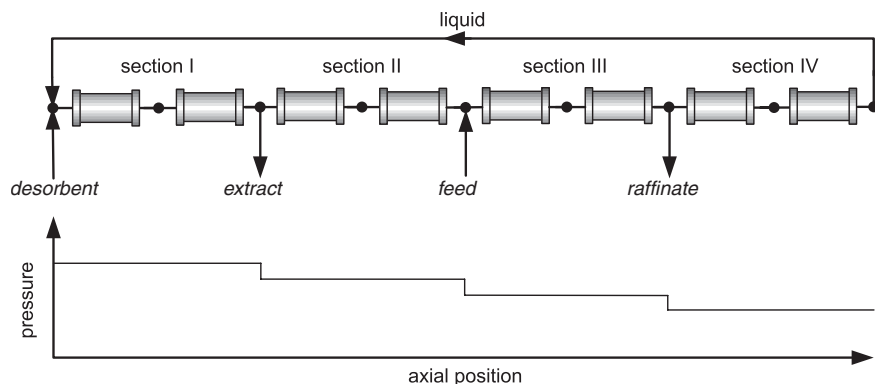 liquid
section I
section II
section III
section IV
desorbent
extract
feed
raffinate
pressure
axial position